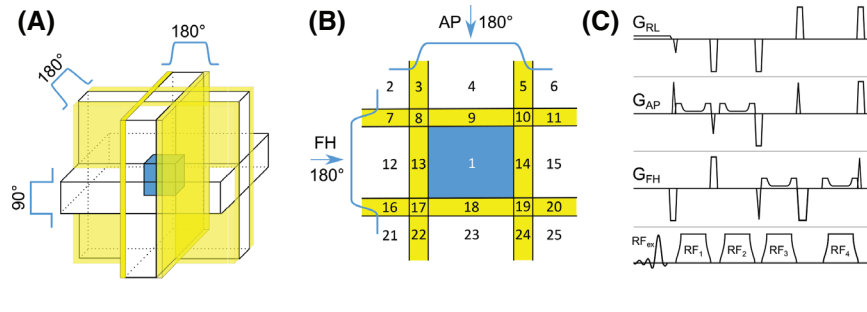 (A)
180°
180°
90°
(B)
AP 180°
FH
180°
2 3 4 5 6
7 8 9 10 11
12 13 1 14 15
16 17 18 19 20
21 22 23 24 25
(C)
G_RL
G_AP
G_FH
RF_ex RF_1 RF_2 RF_3 RF_4